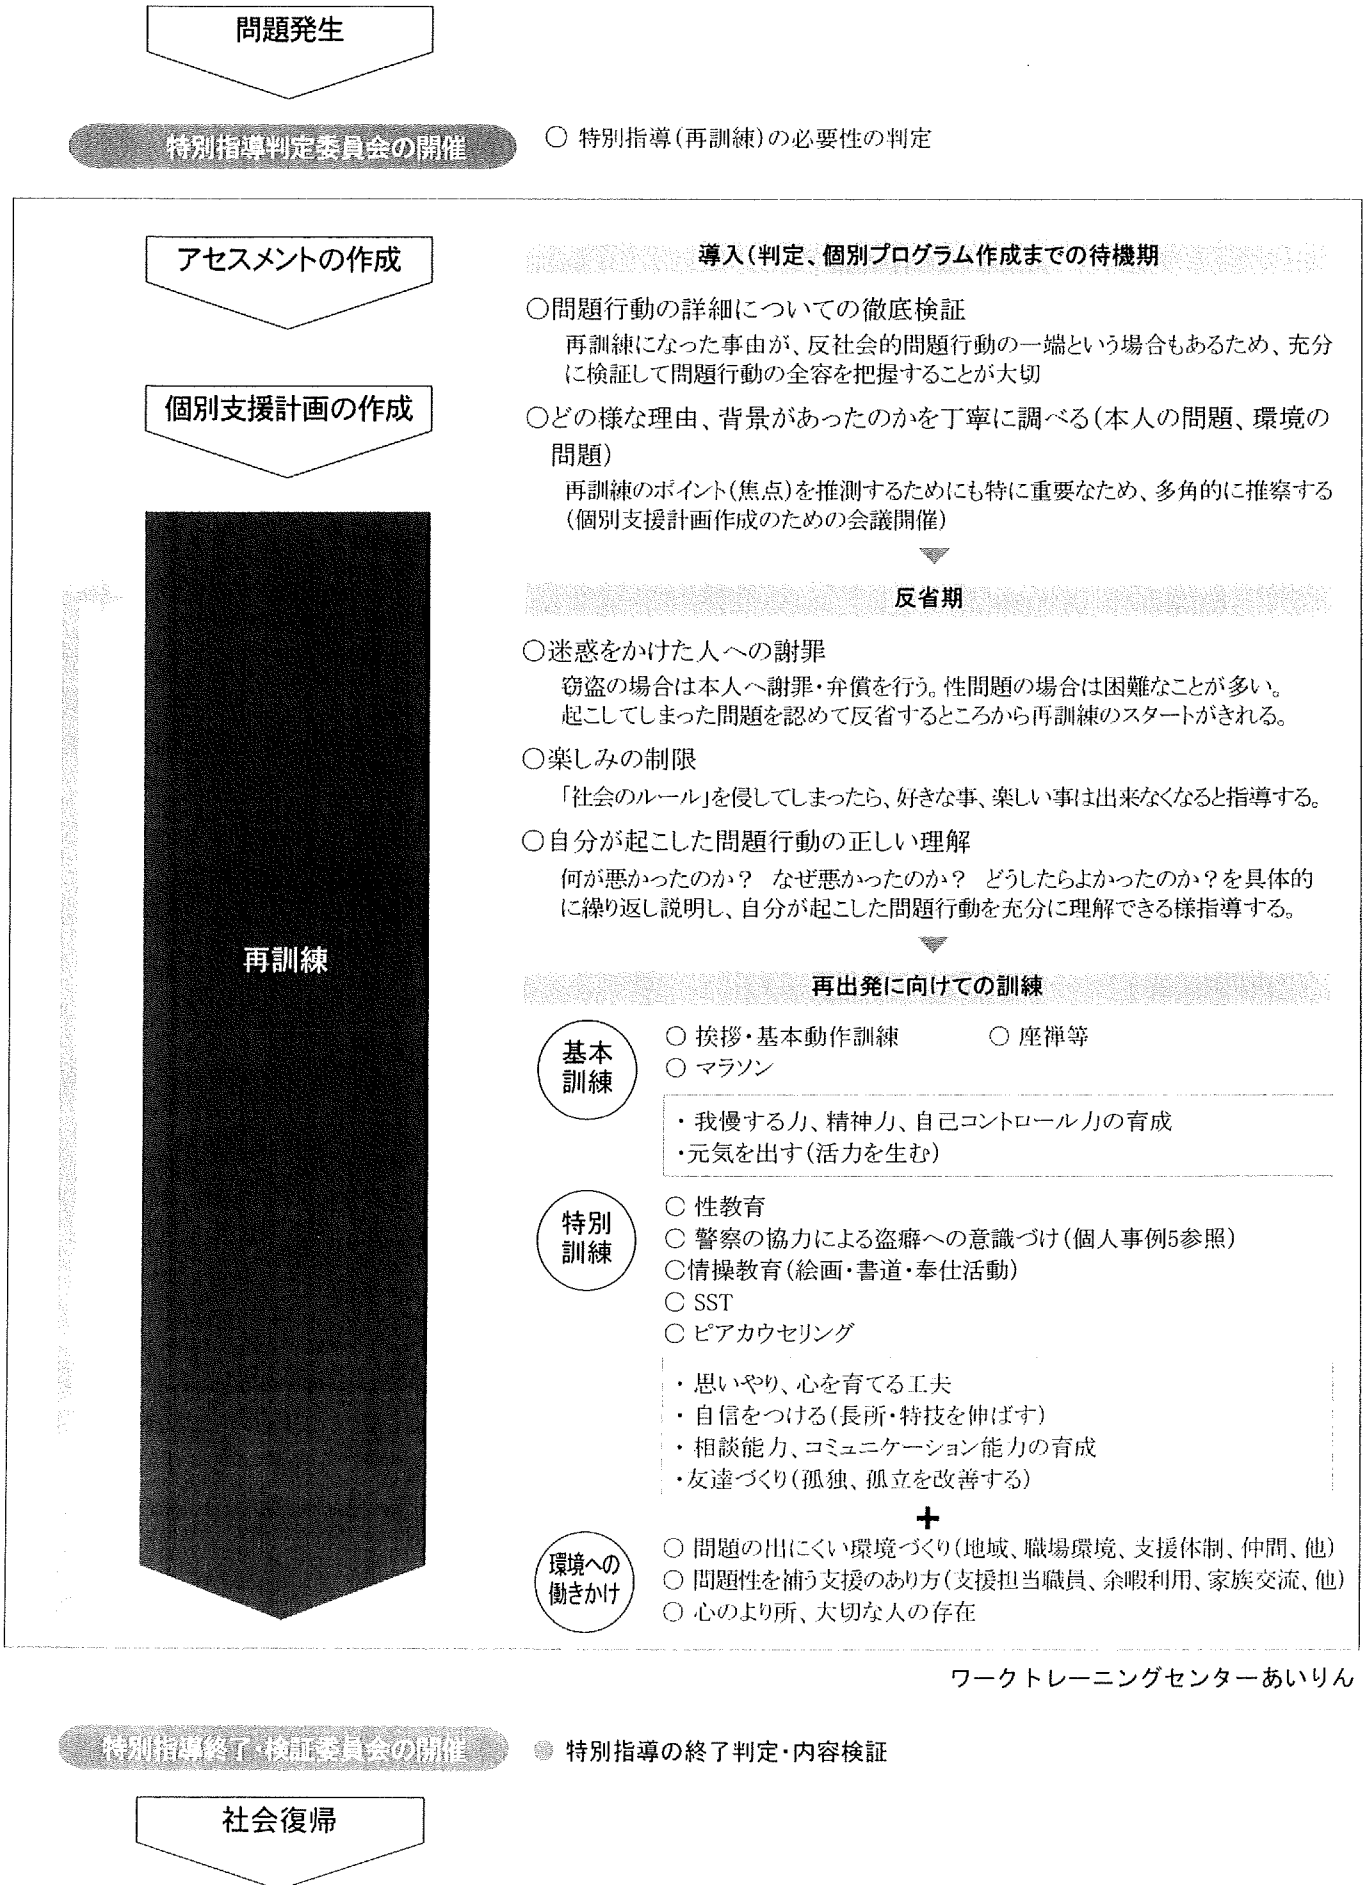 問題発生
特別指導判定委員会の開催
○ 特別指導(再訓練)の必要性の判定
アセスメントの作成
個別支援計画の作成
再訓練
導入(判定、個別プログラム作成までの待機期
○問題行動の詳細についての徹底検証
再訓練になった事由が、反社会的問題行動の一端という場合もあるため、充分
に検証して問題行動の全容を把握することが大切
○どの様な理由、背景があったのかを丁寧に調べる(本人の問題、環境の
問題)
再訓練のポイント(焦点)を推測するためにも特に重要なため、多角的に推察する
(個別支援計画作成のための会議開催)
反省期
○迷惑をかけた人への謝罪
窃盗の場合は本人へ謝罪・弁償を行う。性問題の場合は困難なことが多い。
起こしてしまった問題を認めて反省するところから再訓練のスタートがきれる。
○楽しみの制限
「社会のルール」を侵してしまったら、好きな事、楽しい事は出来なくなると指導する。
○自分が起こした問題行動の正しい理解
何が悪かったのか? なぜ悪かったのか? どうしたらよかったのか?を具体的
に繰り返し説明し、自分が起こした問題行動を充分に理解できる様指導する。
再出発に向けての訓練
基本
訓練
○ 挨拶・基本動作訓練 ○ 座禅等
○ マラソン
・我慢する力、精神力、自己コントロール力の育成
・元気を出す(活力を生む)
特別
訓練
○ 性教育
○ 警察の協力による盗癖への意識づけ(個人事例5参照)
○情操教育(絵画・書道・奉仕活動)
○ SST
○ ピアカウセリング
・思いやり、心を育てる工夫
・自信をつける(長所・特技を伸ばす)
・相談能力、コミュニケーション能力の育成
・友達づくり(孤独、孤立を改善する)
+
環境への
働きかけ
○ 問題の出にくい環境づくり(地域、職場環境、支援体制、仲間、他)
○ 問題性を補う支援のあり方(支援担当職員、余暇利用、家族交流、他)
○ 心のより所、大切な人の存在
ワークトレーニングセンターあいりん
特別指導終了・検証委員会の開催
● 特別指導の終了判定・内容検証
社会復帰